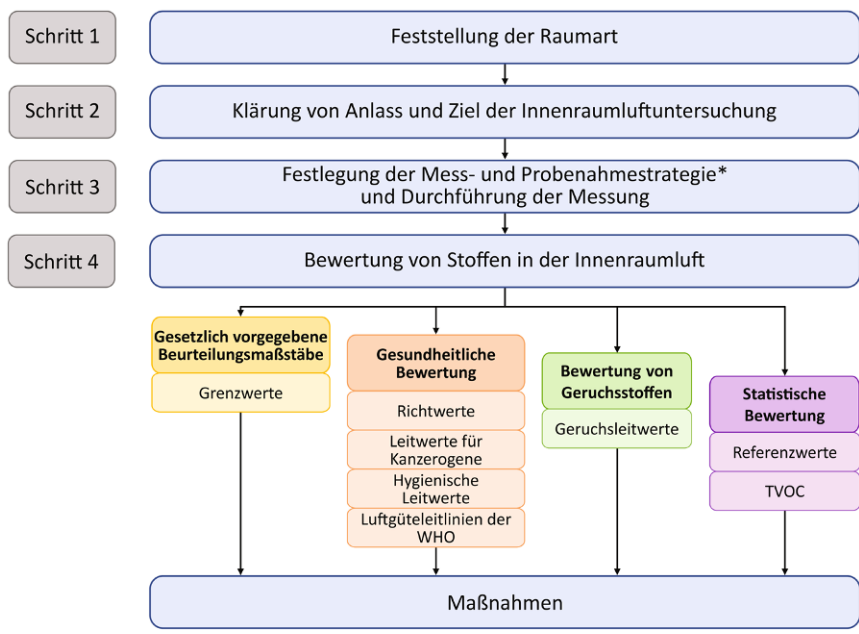 Schritt 1
Feststellung der Raumart
Schritt 2
Klärung von Anlass und Ziel der Innenraumluftuntersuchung
Schritt 3
Festlegung der Mess- und Probenahmestrategie*
und Durchführung der Messung
Schritt 4
Bewertung von Stoffen in der Innenraumluft
Gesetzlich vorgegebene
Beurteilungsmaßstäbe
Grenzwerte
Gesundheitliche
Bewertung
Richtwerte
Leitwerte für
Kanzerogene
Hygienische
Leitwerte
Luftgüteleitlinien der
WHO
Bewertung von
Geruchsstoffen
Geruchsleitwerte
Statistische
Bewertung
Referenzwerte
TVOC
Maßnahmen